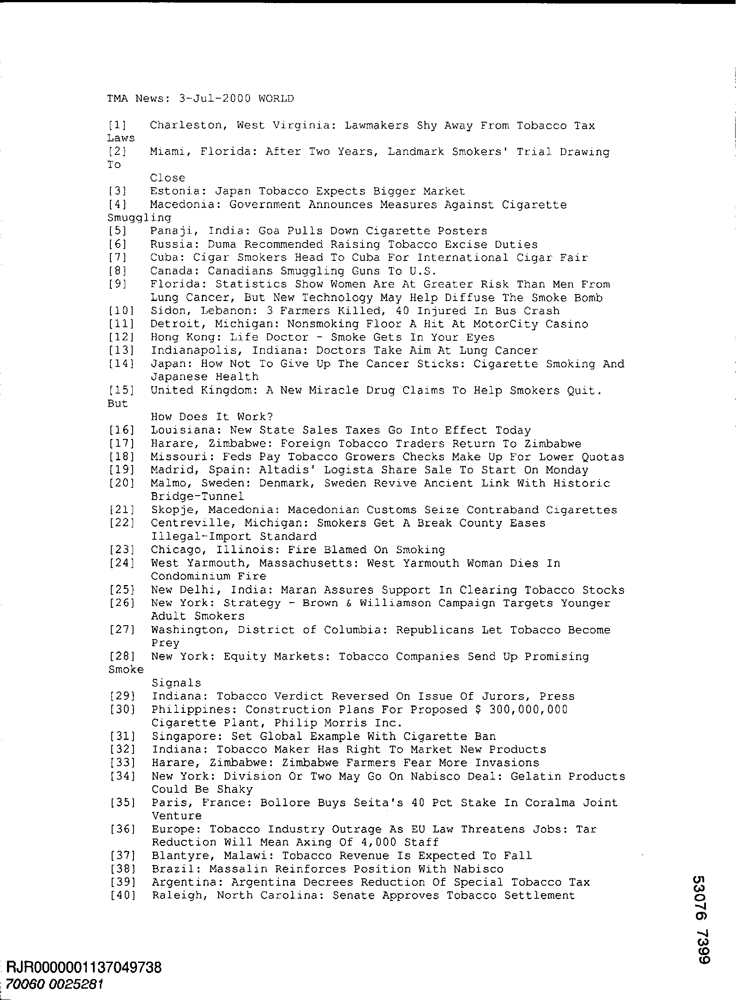 TMA News: 3-Jul-2000 WORLD
[1] Charleston, West Virginia: Lawmakers Shy Away From Tobacco Tax
Laws
[2] Miami, Florida: After Two Years, Landmark Smokers' Trial Drawing
To
Close
[3] Estonia: Japan Tobacco Expects Bigger Market
[4] Macedonia: Government Announces Measures Against Cigarette
Smuggling
[5] Panaji, India: Goa Pulls Down Cigarette Posters
[6] Russia: Duma Recommended Raising Tobacco Excise Duties
[7] Cuba: Cigar Smokers Head To Cuba For International Cigar Fair
[8] Canada: Canadians Smuggling Guns To U.S.
[9] Florida: Statistics Show Women Are At Greater Risk Than Men From
Lung Cancer, But New Technology May Help Diffuse The Smoke Bomb
[10] Sidon, Lebanon: 3 Farmers Killed, 40 Injured In Bus Crash
[11] Detroit, Michigan: Nonsmoking Floor A Hit At MotorCity Casino
[12] Hong Kong: Life Doctor - Smoke Gets In Your Eyes
[13] Indianapolis, Indiana: Doctors Take Aim At Lung Cancer
[14] Japan: How Not To Give Up The Cancer Sticks: Cigarette Smoking And
Japanese Health
[15] United Kingdom: A New Miracle Drug Claims To Help Smokers Quit.
But
How Does It Work?
[16] Louisiana: New State Sales Taxes Go Into Effect Today
[17] Harare, Zimbabwe: Foreign Tobacco Traders Return To Zimbabwe
[18] Missouri: Feds Pay Tobacco Growers Checks Make Up For Lower Quotas
[19] Madrid, Spain: Altadis' Logista Share Sale To Start On Monday
[20] Malmo, Sweden: Denmark, Sweden Revive Ancient Link With Historic
Bridge-Tunnel
[21] Skopje, Macedonia: Macedonian Customs Seize Contraband Cigarettes
[22] Centreville, Michigan: Smokers Get A Break County Eases
Illegal-Import Standard
[23] Chicago, Illinois: Fire Blamed On Smoking
[24] West Yarmouth, Massachusetts: West Yarmouth Woman Dies In
Condominium Fire
[25] New Delhi, India: Maran Assures Support In Clearing Tobacco Stocks
[26] New York: Strategy - Brown & Williamson Campaign Targets Younger
Adult Smokers
[27] Washington, District of Columbia: Republicans Let Tobacco Become
Prey
[28] New York: Equity Markets: Tobacco Companies Send Up Promising
Smoke
Signals
[29] Indiana: Tobacco Verdict Reversed On Issue Of Jurors, Press
[30] Philippines: Construction Plans For Proposed $ 300,000,000
Cigarette Plant, Philip Morris Inc.
[31] Singapore: Set Global Example With Cigarette Ban
[32] Indiana: Tobacco Maker Has Right To Market New Products
[33] Harare, Zimbabwe: Zimbabwe Farmers Fear More Invasions
[34] New York: Division Or Two May Go On Nabisco Deal: Gelatin Products
Could Be Shaky
[35] Paris, France: Bollore Buys Seita's 40 Pct Stake In Coralma Joint
Venture
[36] Europe: Tobacco Industry Outrage As EU Law Threatens Jobs: Tar
Reduction Will Mean Axing Of 4,000 Staff
[37] Blantyre, Malawi: Tobacco Revenue Is Expected To Fall
[38] Brazil: Massalin Reinforces Position With Nabisco
[39] Argentina: Argentina Decrees Reduction Of Special Tobacco Tax
[40] Raleigh, North Carolina: Senate Approves Tobacco Settlement
53076 7399
RJR0000001137049738
70060 0025281